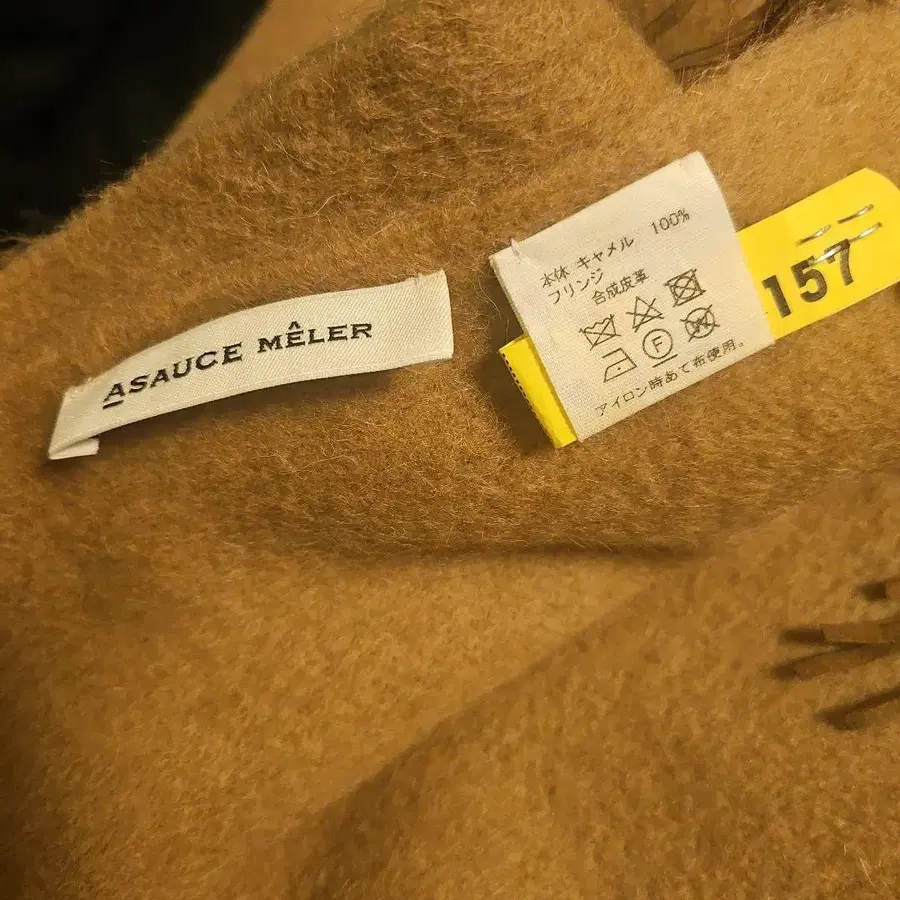 ASAUCE MÊLER
本体 キャメル 100%
フリンジ
合成皮革
F
W
アイロン時あて布使用。
157